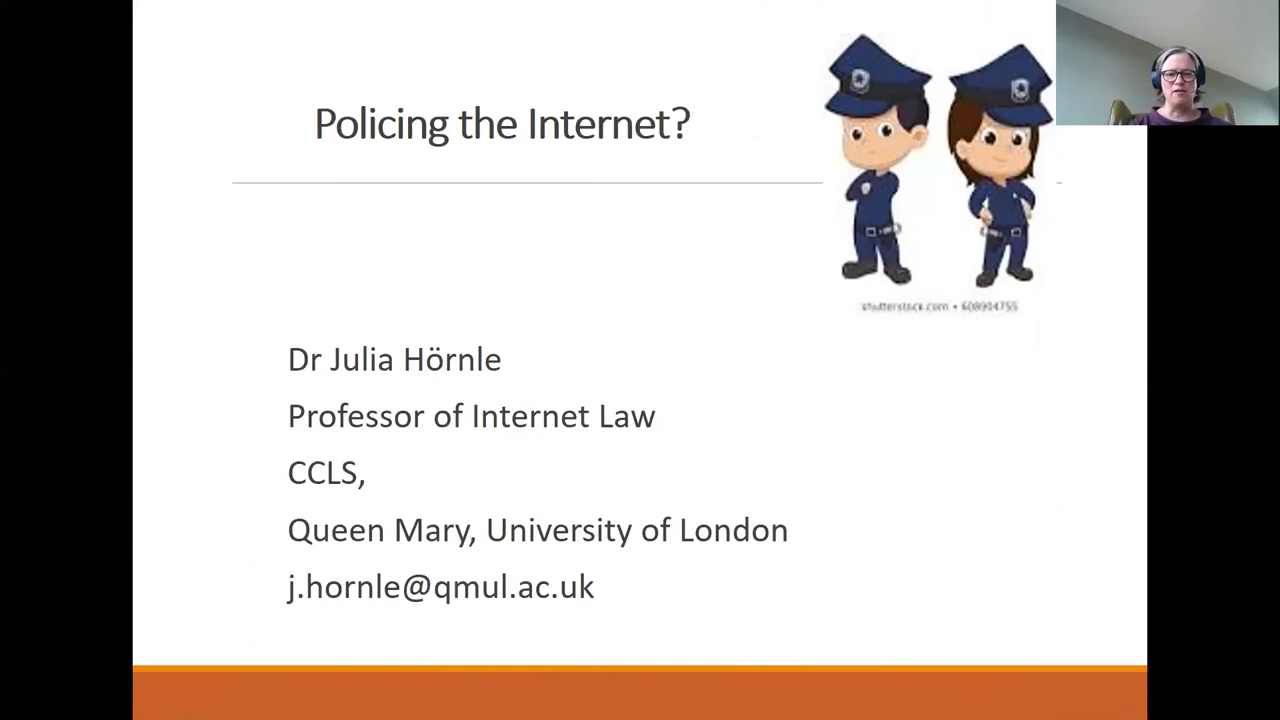 Policing the Internet?
shutterstock.com • 608904755
Dr Julia Hörnle
Professor of Internet Law
CCLS,
Queen Mary, University of London
j.hornle@qmul.ac.uk